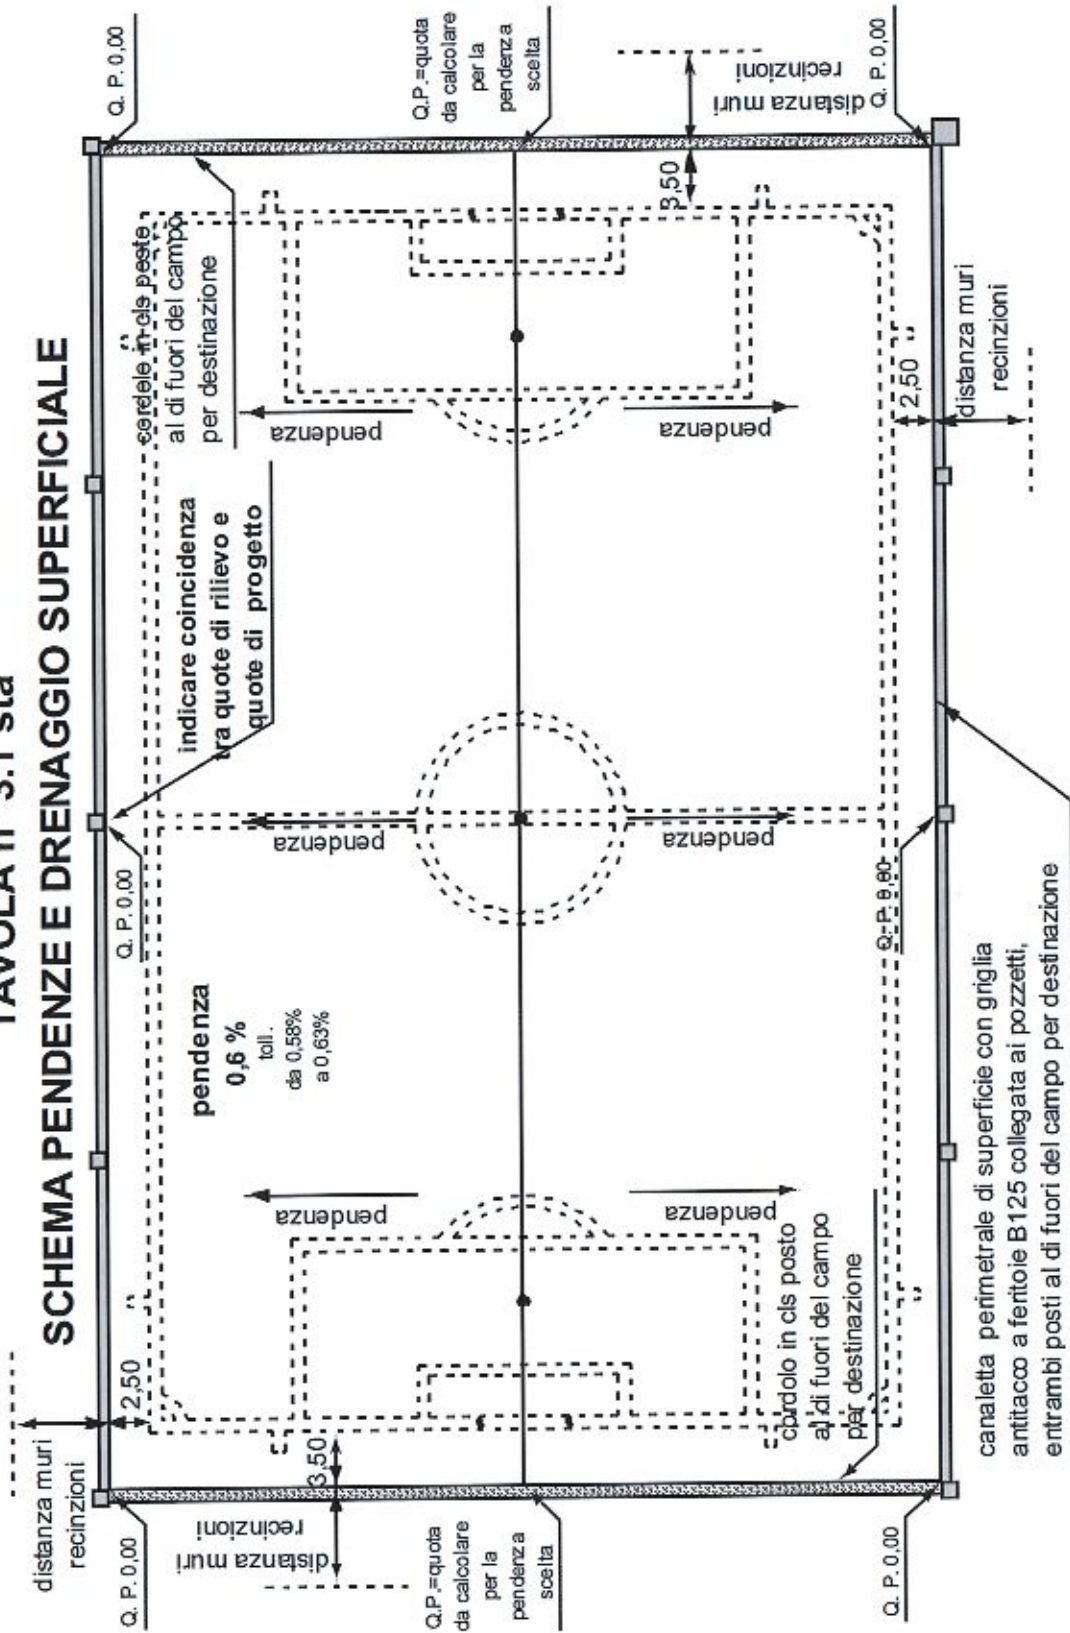 TAVOLA n° 3.1 sta
SCHEMA PENDENZE E DRENAGGIO SUPERFICIALE
distanza muri
recinzioni
2,50
Q. P. 0,00
Q. P. 0,00
indicare coincidenza
tra quote di rilievo e
quote di progetto
cordolo in cls posto
al di fuori del campo
per destinazione
Q. P. 0,00
distanza muri
recinzioni
3,50
pendenza
0,6 %
toll.
da 0,58%
a 0,63%
pendenza
pendenza
pendenza
Q.P.=quota
da calcolare
per la
pendenza
scelta
Q.P.=quota
da calcolare
per la
pendenza
scelta
pendenza
pendenza
pendenza
3,50
distanza muri
recinzioni
cordolo in cls posto
al di fuori del campo
per destinazione
Q. P. 0,00
Q. P. 0,00
2,50
Q. P. 0,00
distanza muri
recinzioni
canaletta perimetrale di superficie con griglia
antitacco a feritoie B125 collegata ai pozzetti,
entrambi posti al di fuori del campo per destinazione